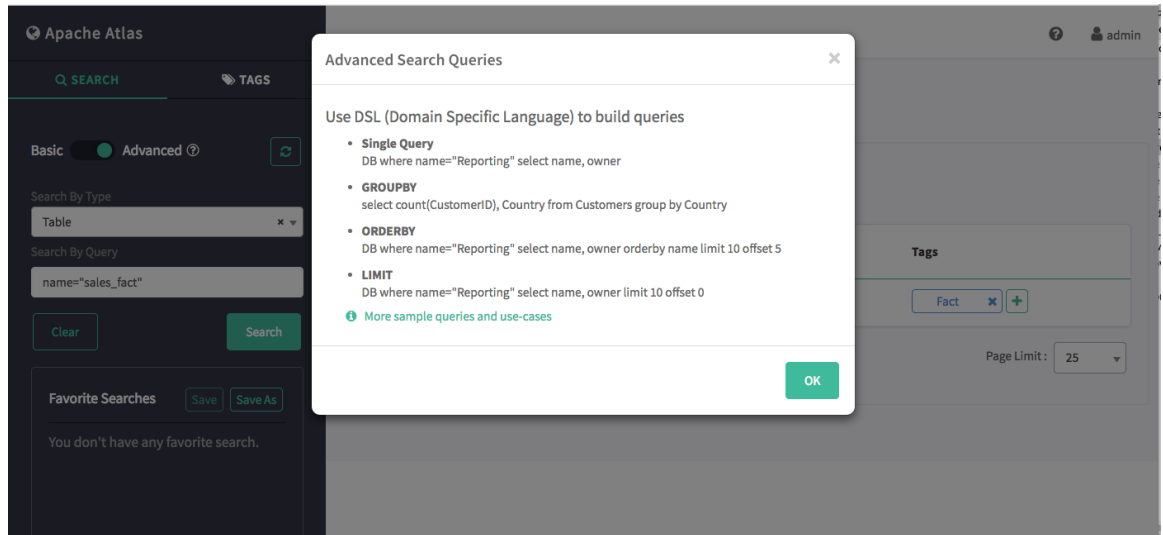 Apache Atlas
admin
SEARCH
TAGS
Basic
Advanced
Search By Type
Table
Search By Query
name="sales_fact"
Clear
Search
Favorite Searches
Save
Save As
You don't have any favorite search.
Advanced Search Queries
×
Use DSL (Domain Specific Language) to build queries
Single Query
DB where name="Reporting" select name, owner
GROUPBY
select count(CustomerID), Country from Customers group by Country
ORDERBY
DB where name="Reporting" select name, owner orderby name limit 10 offset 5
LIMIT
DB where name="Reporting" select name, owner limit 10 offset 0
More sample queries and use-cases
OK
Tags
Fact
Page Limit :
25